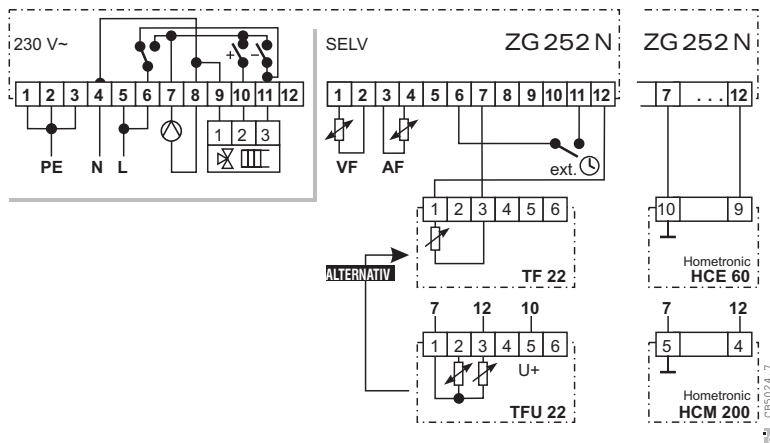 230 V~
SELV
ZG 252 N
ZG 252 N
+
−
1 2 3 4 5 6 7 8 9 10 11 12
1 2 3 4 5 6 7 8 9 10 11 12
7 . . . 12
1 2 3
PE N L
VF AF
ext.
1 2 3 4 5 6
TF 22
10 9
Hometronic
HCE 60
ALTERNATIV
7 12 10
1 2 3 4 5 6
U+
TFU 22
7 12
5 4
Hometronic
HCM 200
CB5024_7